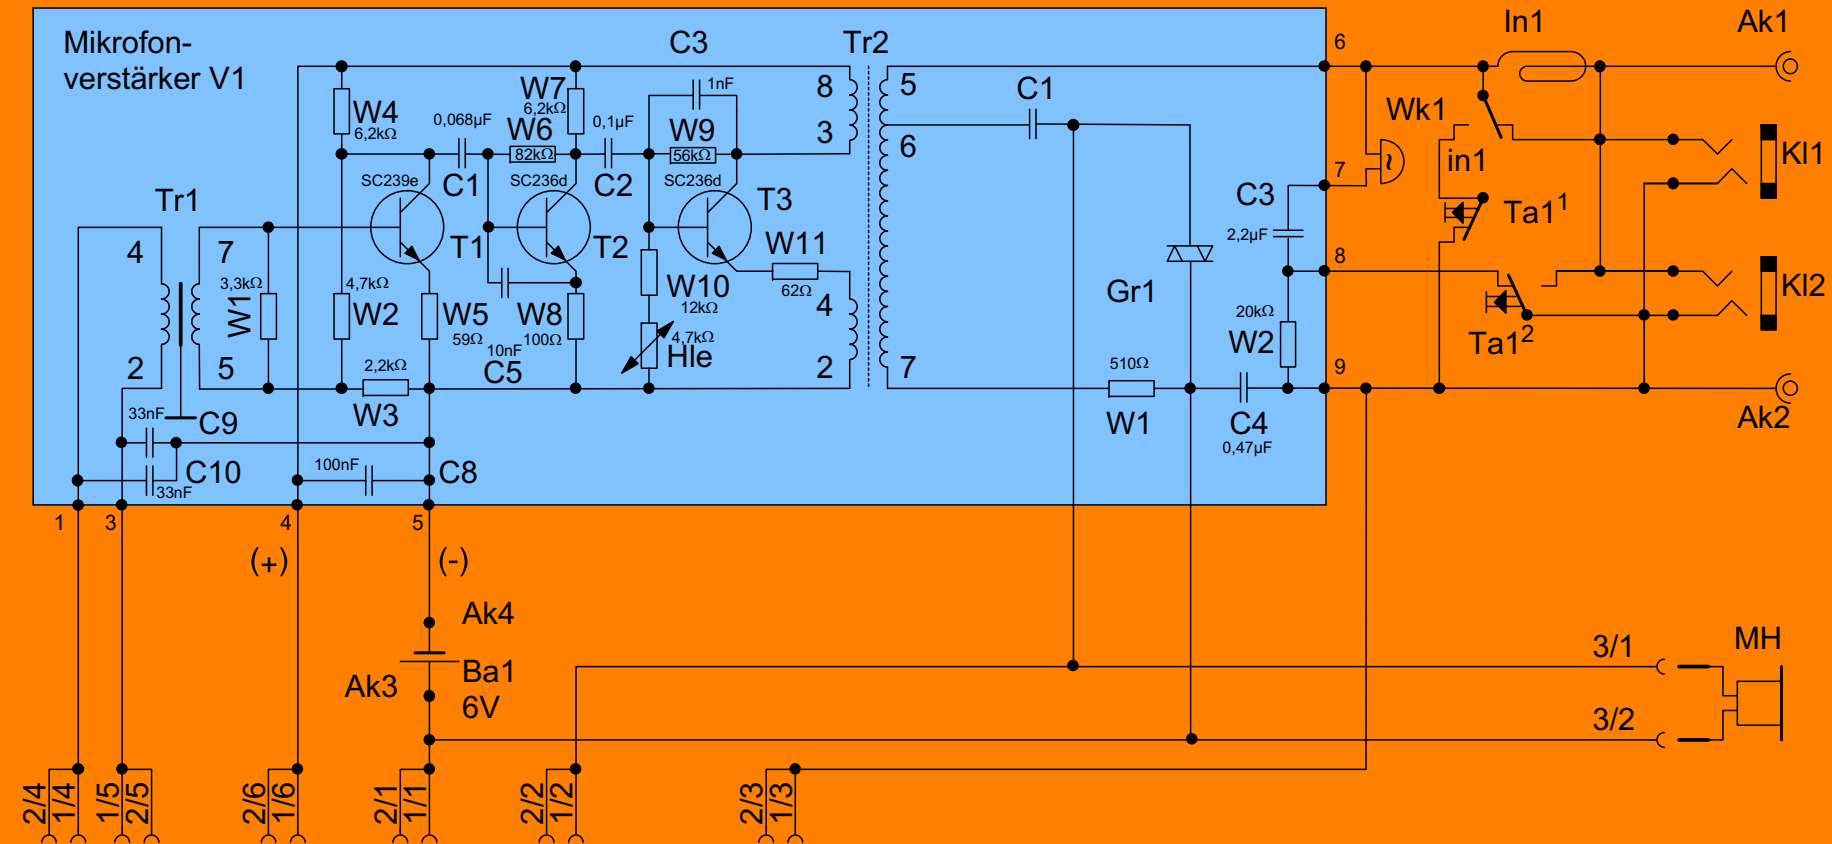 Mikrofon-
verstärker V1
C3
Tr2
6
In1
Ak1
W4
6,2kΩ
W7
6,2kΩ
1nF
8
5
C1
Wk1
0,068µF
W6
82kΩ
0,1µF
W9
56kΩ
3
6
in1
Kl1
SC239e
C1
SC236d
C2
SC236d
7
Tr1
T1
T2
T3
C3
2,2µF
Ta1¹
4
7
W11
62Ω
8
3,3kΩ
W1
4,7kΩ
W2
W5
59Ω
W8
100Ω
W10
12kΩ
4
Gr1
20kΩ
W2
Kl2
Ta1²
10nF
C5
4,7kΩ
Hle
2
5
2,2kΩ
W3
2
7
510Ω
W1
9
C4
0,47µF
Ak2
33nF
C9
C10
33nF
100nF
C8
1
3
4
5
(+)
(-)
Ak4
Ak3
Ba1
6V
3/1
MH
3/2
2/4
1/4
1/5
2/5
2/6
1/6
2/1
1/1
2/2
1/2
2/3
1/3